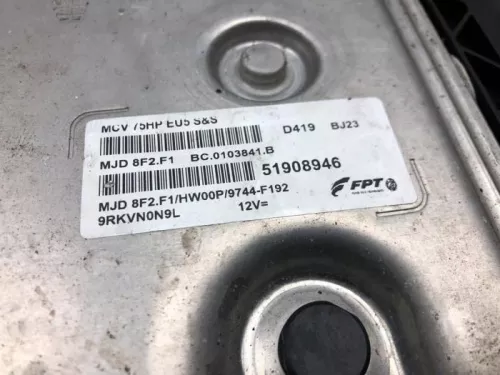 MCV 75HP EU5 S&S
D419 BJ23
MJD 8F2.F1 BC.0103841.B
51908946
MJD 8F2.F1/HW00P/9744-F192
9RKVN0N9L 12V=
FPT